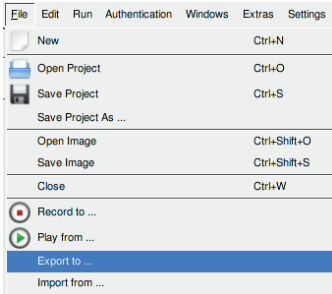 File Edit Run Authentication Windows Extras Settings
New Ctrl+N
Open Project Ctrl+O
Save Project Ctrl+S
Save Project As ...
Open Image Ctrl+Shift+O
Save Image Ctrl+Shift+S
Close Ctrl+W
Record to ...
Play from ...
Export to ...
Import from ...